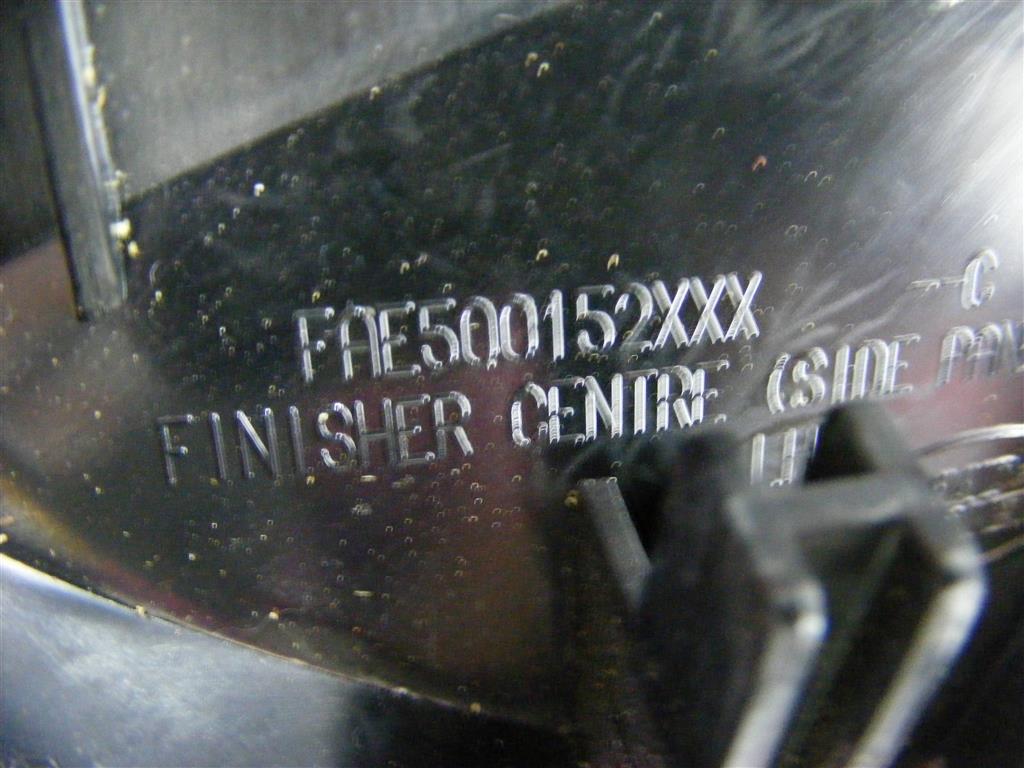 FAE500152XXX -C
FINISHER CENTRE (SIDE